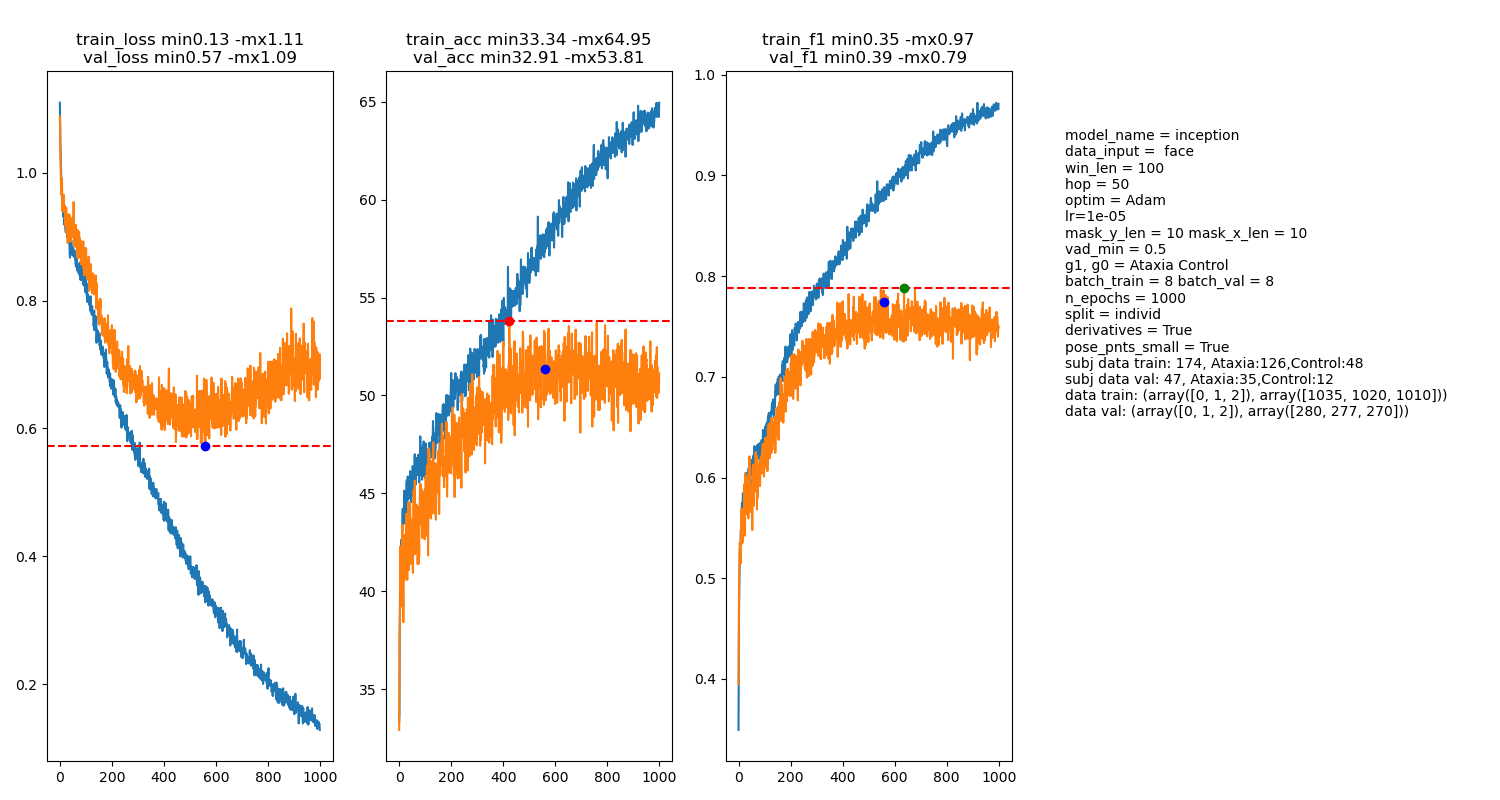 train_loss min0.13 -mx1.11
val_loss min0.57 -mx1.09
1.0
0.8
0.6
0.4
0.2
0 200 400 600 800 1000
train_acc min33.34 -mx64.95
val_acc min32.91 -mx53.81
65
60
55
50
45
40
35
0 200 400 600 800 1000
train_f1 min0.35 -mx0.97
val_f1 min0.39 -mx0.79
1.0
0.9
0.8
0.7
0.6
0.5
0.4
0 200 400 600 800 1000
model_name = inception
data_input =  face
win_len = 100
hop = 50
optim = Adam
lr=1e-05
mask_y_len = 10 mask_x_len = 10
vad_min = 0.5
g1, g0 = Ataxia Control
batch_train = 8 batch_val = 8
n_epochs = 1000
split = individ
derivatives = True
pose_pnts_small = True
subj data train: 174, Ataxia:126,Control:48
subj data val: 47, Ataxia:35,Control:12
data train: (array([0, 1, 2]), array([1035, 1020, 1010]))
data val: (array([0, 1, 2]), array([280, 277, 270]))